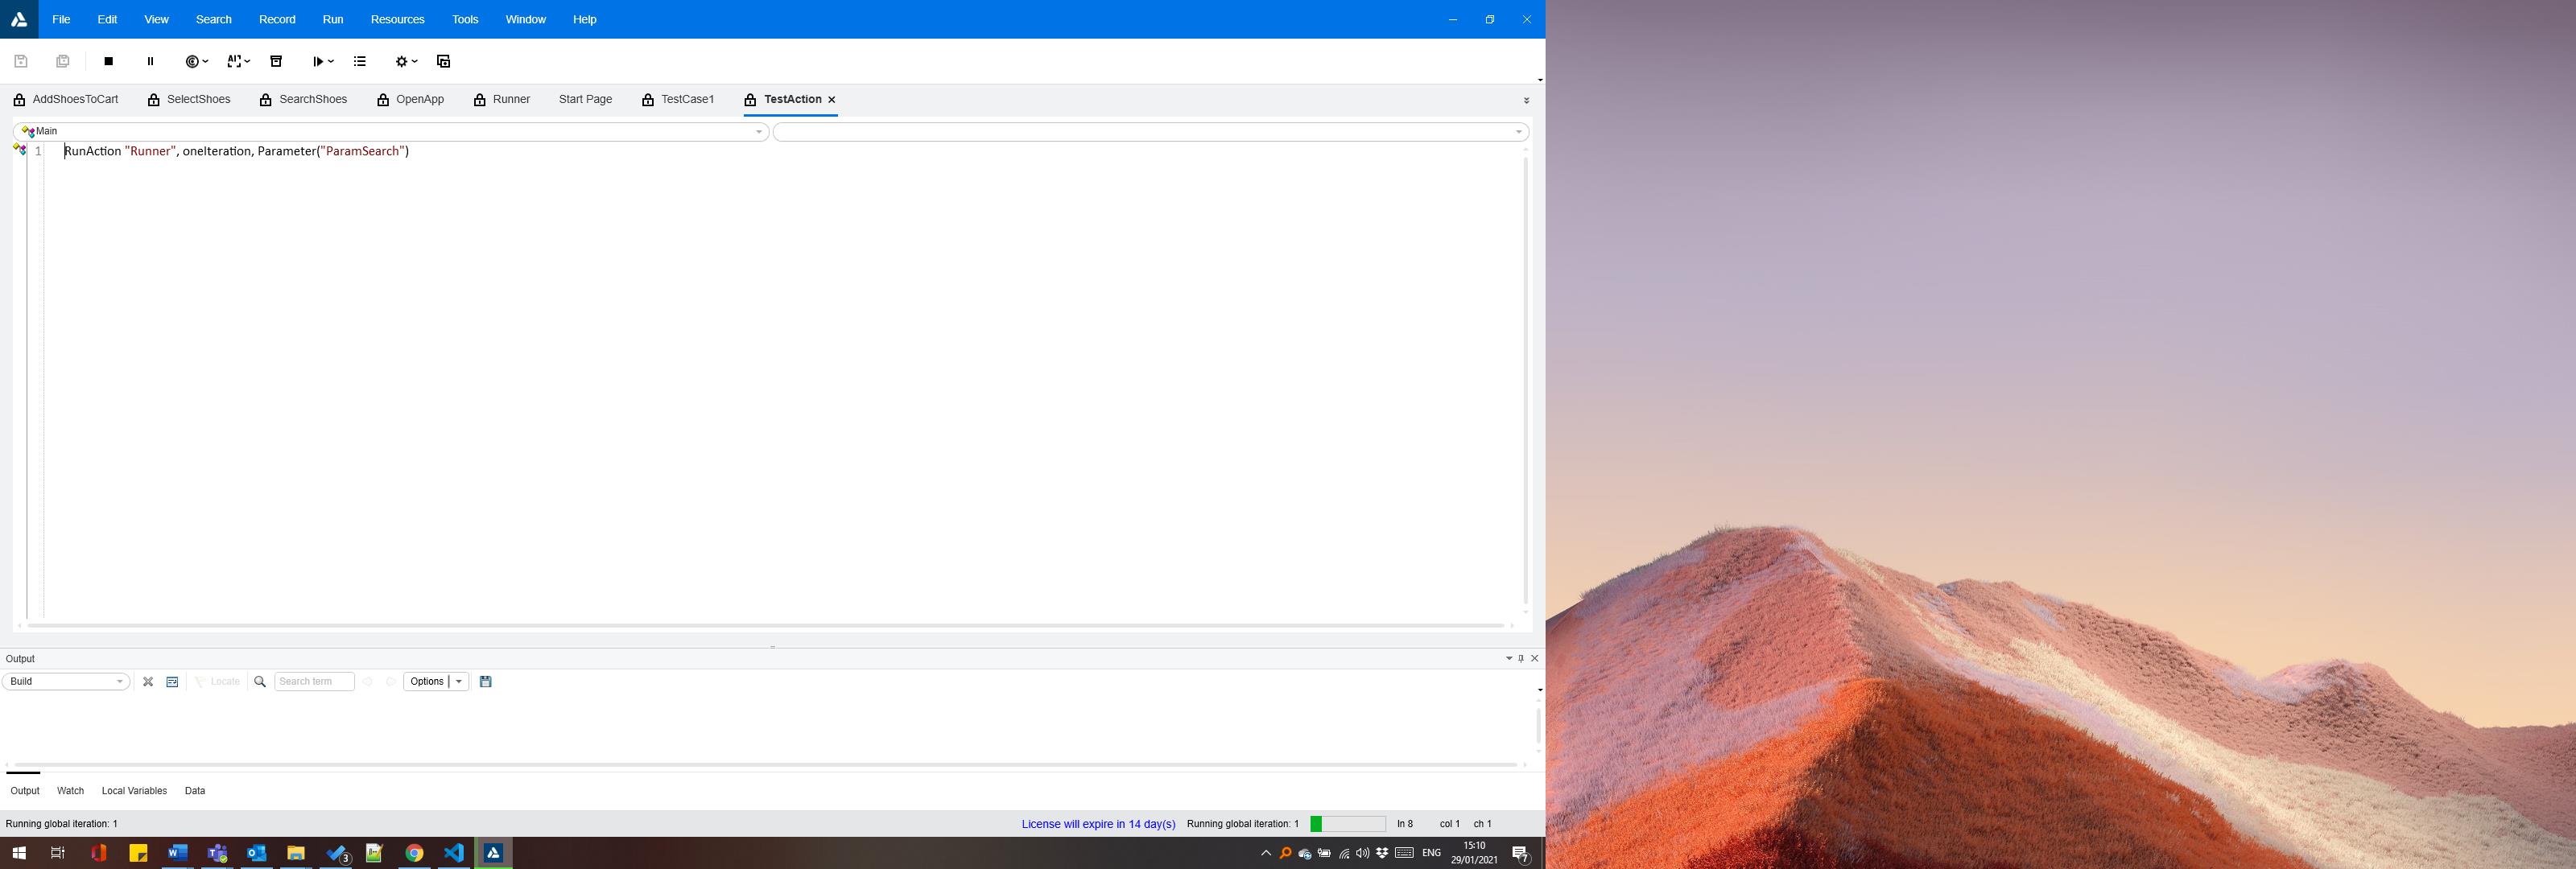 File Edit View Search Record Run Resources Tools Window Help
AddShoesToCart SelectShoes SearchShoes OpenApp Runner Start Page TestCase1 TestAction
Main
1 RunAction "Runner", oneIteration, Parameter("ParamSearch")
Output
Build Locate Search term Options
Output Watch Local Variables Data
Running global iteration: 1 License will expire in 14 day(s) Running global iteration: 1 ln 8 col 1 ch 1
3 ENG 15:10 7
29/01/2021